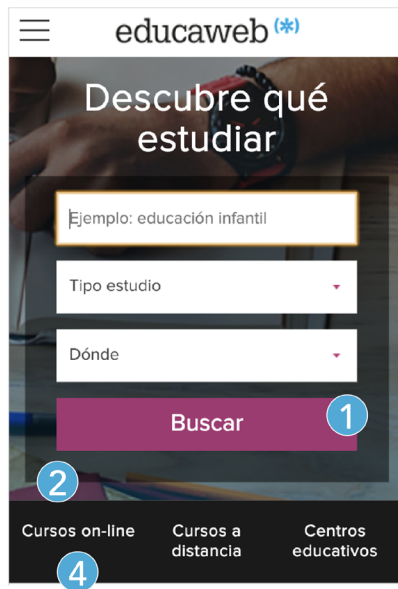 educaweb(*)
Descubre qué
estudiar
Ejemplo: educación infantil
Tipo estudio
Dónde
Buscar
1
2
Cursos on-line
Cursos a
distancia
Centros
educativos
4